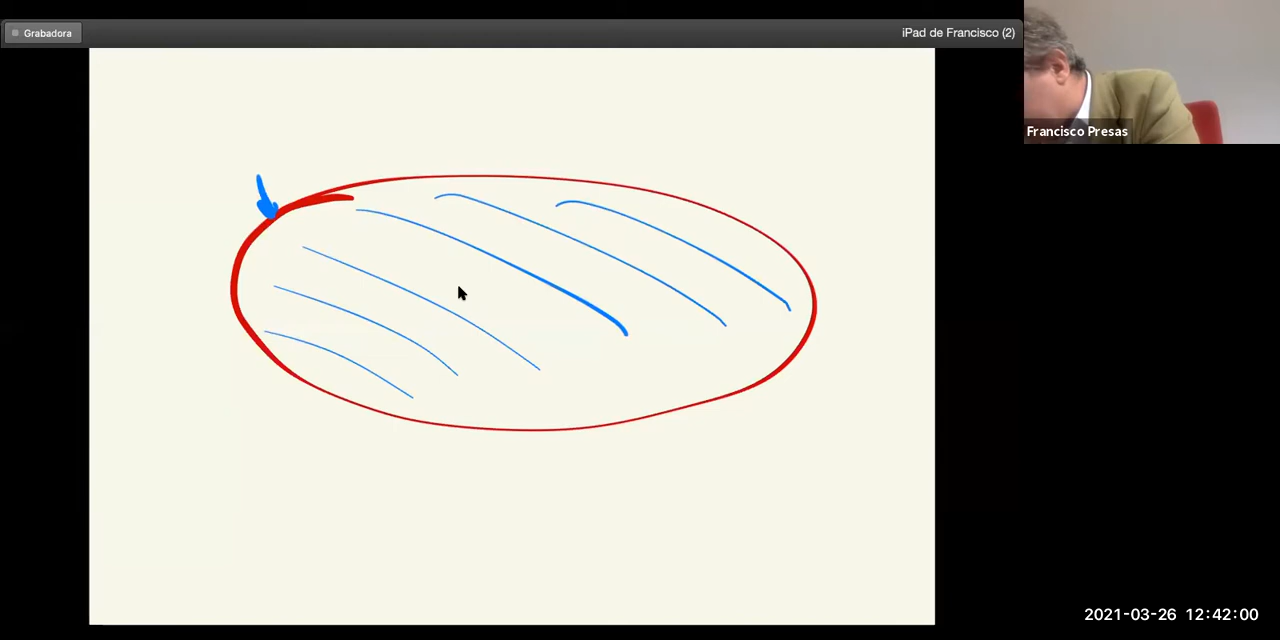 Grabadora
iPad de Francisco (2)
Francisco Presas
2021-03-26 12:42:00